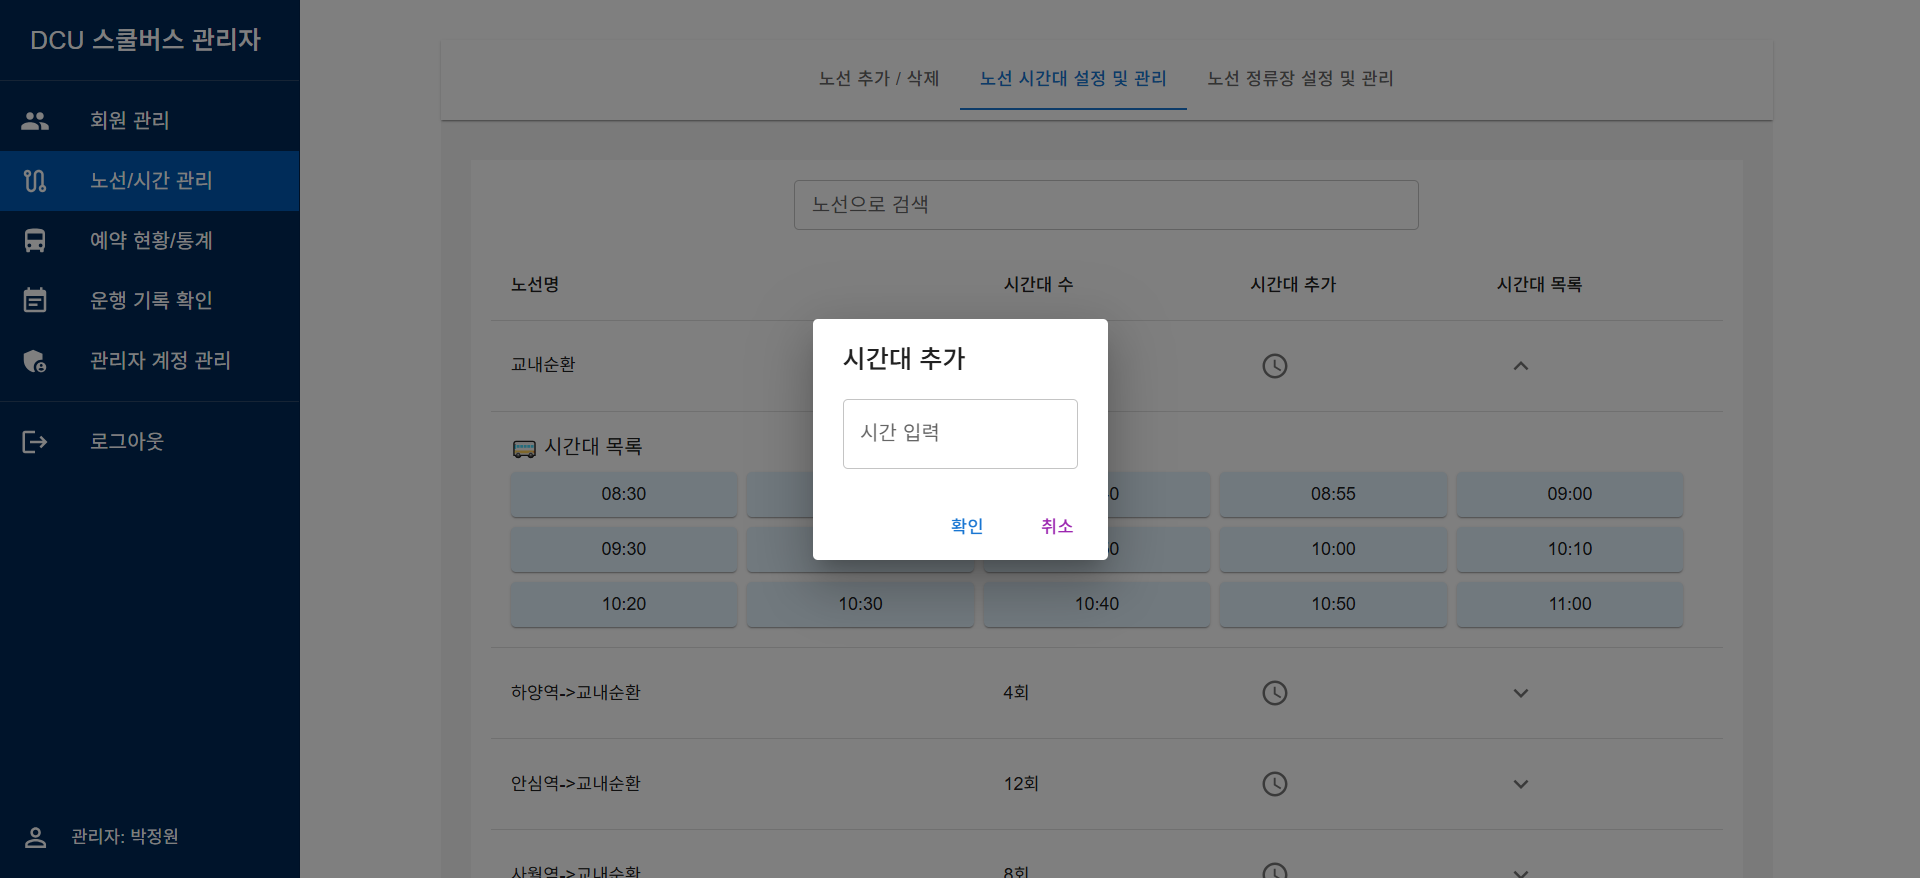 DCU 스쿨버스 관리자
회원 관리
노선/시간 관리
예약 현황/통계
운행 기록 확인
관리자 계정 관리
로그아웃
관리자: 박정원
노선 추가 / 삭제 노선 시간대 설정 및 관리 노선 정류장 설정 및 관리
노선으로 검색
노선명 시간대 수 시간대 추가 시간대 목록
교내순환
시간대 목록
08:30 08:55 09:00
09:30 10:00 10:10
10:20 10:30 10:40 10:50 11:00
하양역->교내순환 4회
안심역->교내순환 12회
사월역->교내순환 8회
시간대 추가
시간 입력
확인 취소